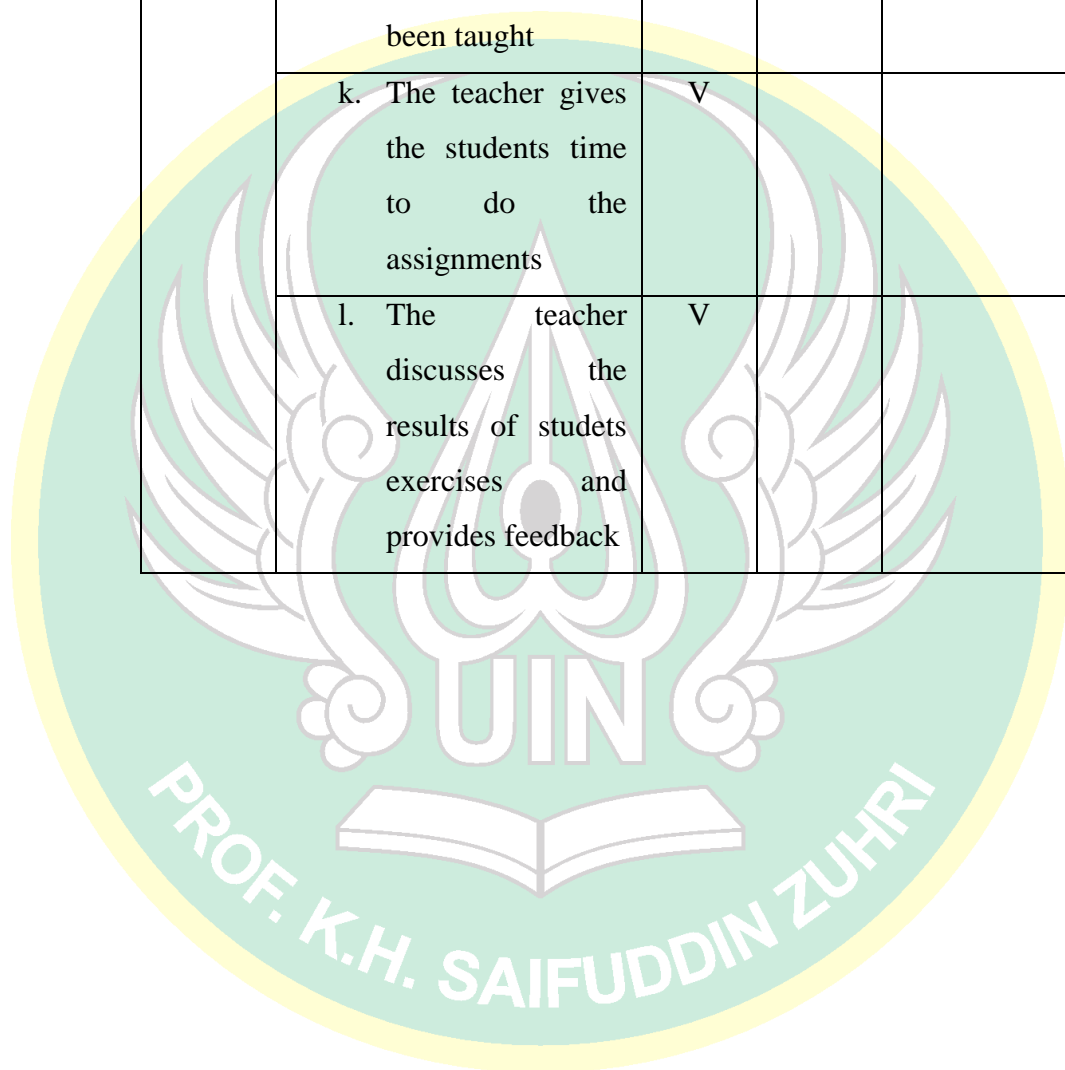 been taught
k. The teacher gives V
the students time
to do the
assignments
l. The teacher V
discusses the
results of studets
exercises and
provides feedback
UIN
PROF. K.H. SAIFUDDIN ZUHRI